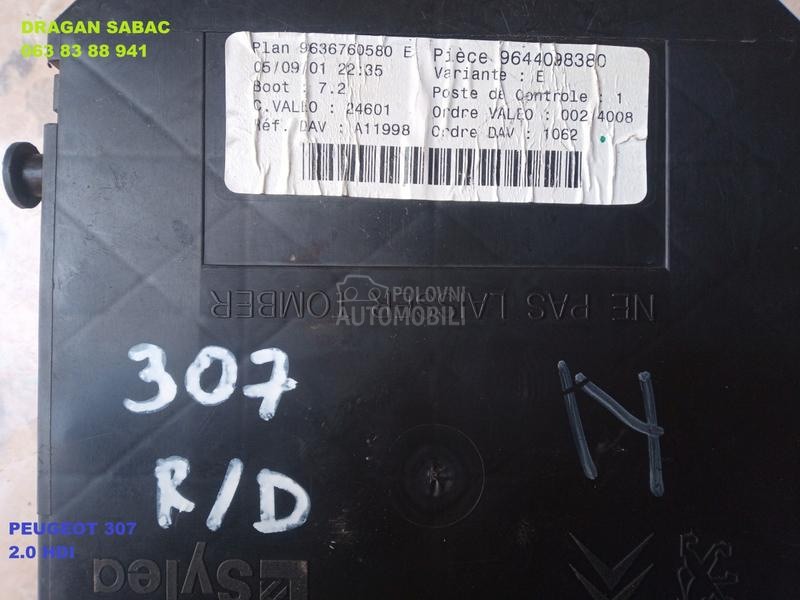 DRAGAN SABAC
063 83 88 941
Plan 9636760580 E Pièce 9644098380
05/09/01 22:35 Variante : E
Boot : 7.2 Poste de Controle : 1
C.VALEO : 24601 Ordre VALEO : 00214008
Réf. DAV : A11998 Ordre DAV : 1062
NE PAS LAISSER TOMBER
POLOVNI
AUTOMOBILI
307
R/D
PEUGEOT 307
2.0 HDI
Sylea